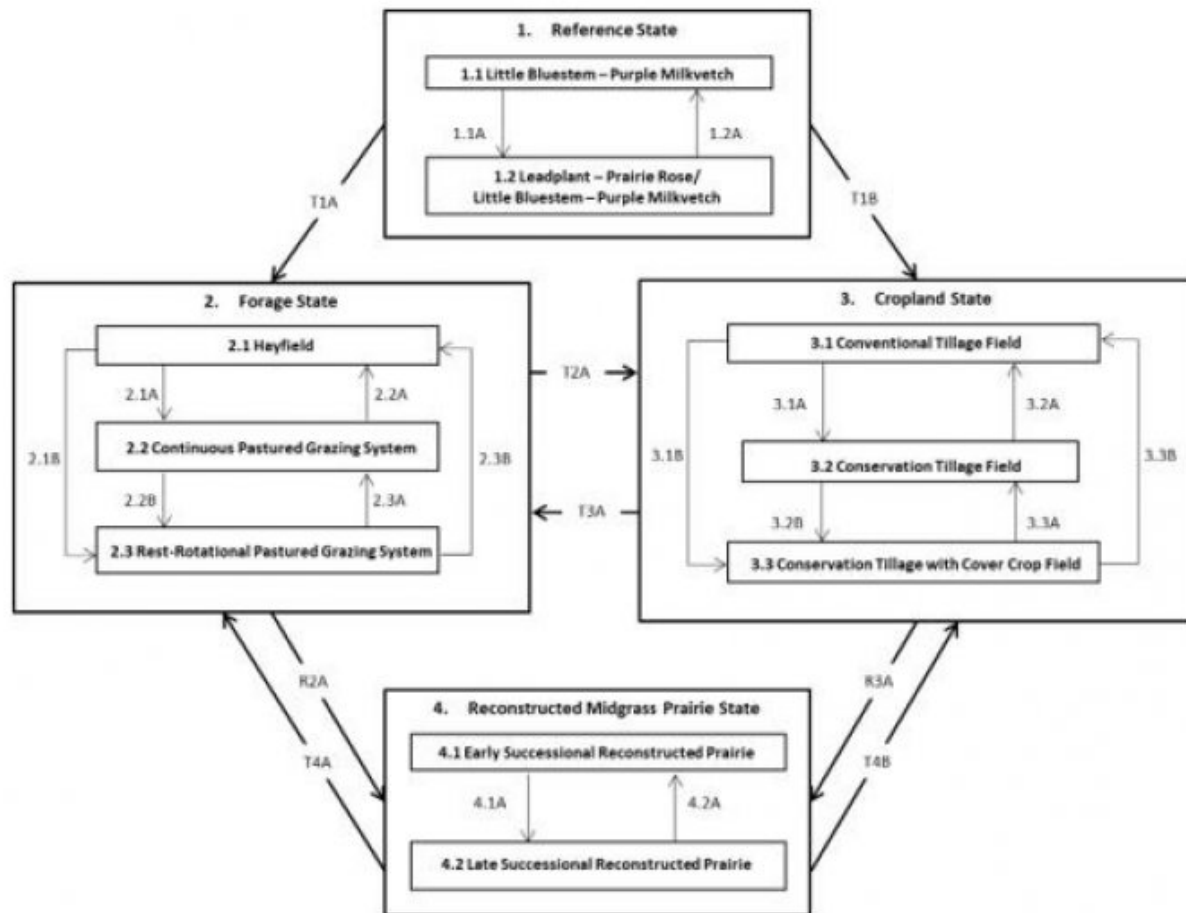 1. Reference State
1.1 Little Bluestem – Purple Milkvetch
1.1A
1.2A
1.2 Leadplant – Prairie Rose/
Little Bluestem – Purple Milkvetch
T1A
T1B
2. Forage State
2.1 Hayfield
2.1A
2.2A
2.2 Continuous Pastured Grazing System
2.1B
2.3B
2.2B
2.3A
2.3 Rest-Rotational Pastured Grazing System
T2A
T3A
3. Cropland State
3.1 Conventional Tillage Field
3.1A
3.2A
3.2 Conservation Tillage Field
3.1B
3.3B
3.2B
3.3A
3.3 Conservation Tillage with Cover Crop Field
R2A
T4A
R3A
T4B
4. Reconstructed Midgrass Prairie State
4.1 Early Successional Reconstructed Prairie
4.1A
4.2A
4.2 Late Successional Reconstructed Prairie